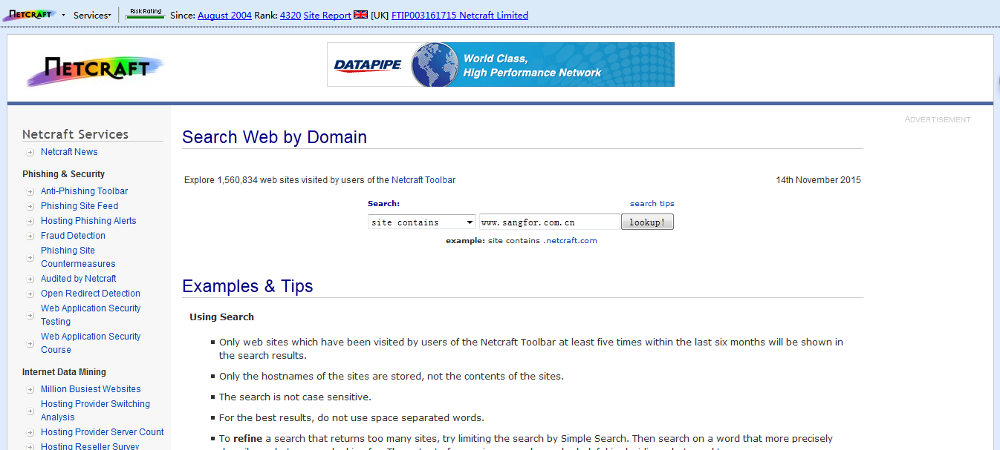 NETCRAFT Services Risk Rating Since: August 2004 Rank: 4320 Site Report [UK] FTIP003161715 Netcraft Limited
NETCRAFT
DATAPIPE World Class,
High Performance Network
ADVERTISEMENT
Netcraft Services
Netcraft News
Phishing & Security
Anti-Phishing Toolbar
Phishing Site Feed
Hosting Phishing Alerts
Fraud Detection
Phishing Site
Countermeasures
Audited by Netcraft
Open Redirect Detection
Web Application Security
Testing
Web Application Security
Course
Internet Data Mining
Million Busiest Websites
Hosting Provider Switching
Analysis
Hosting Provider Server Count
Hosting Reseller Survey
Search Web by Domain
Explore 1,560,834 web sites visited by users of the Netcraft Toolbar 14th November 2015
Search: search tips
site contains www.sangfor.com.cn lookup!
example: site contains .netcraft.com
Examples & Tips
Using Search
Only web sites which have been visited by users of the Netcraft Toolbar at least five times within the last six months will be shown in
the search results.
Only the hostnames of the sites are stored, not the contents of the sites.
The search is not case sensitive.
For the best results, do not use space separated words.
To refine a search that returns too many sites, try limiting the search by Simple Search. Then search on a word that more precisely